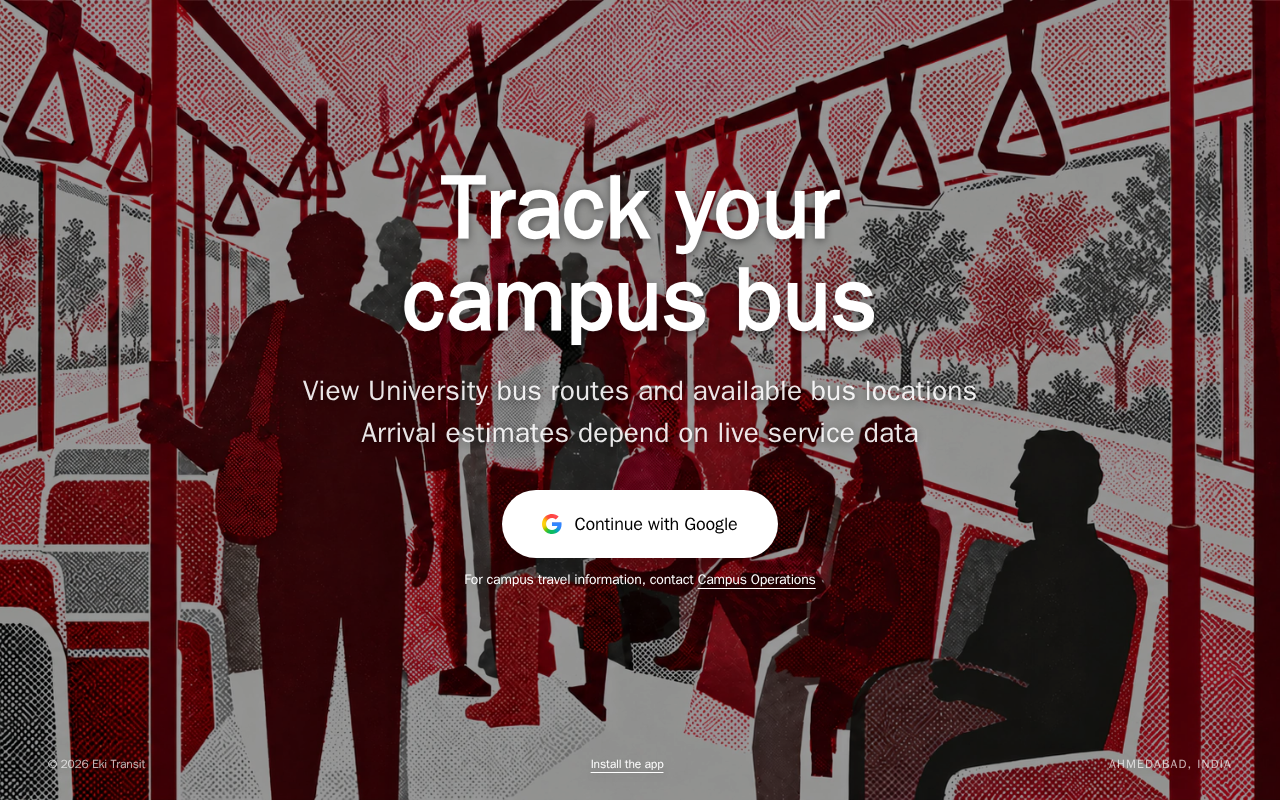 Track your
campus bus
View University bus routes and available bus locations
Arrival estimates depend on live service data
Continue with Google
For campus travel information, contact Campus Operations
© 2026 Eki Transit
Install the app
AHMEDABAD, INDIA